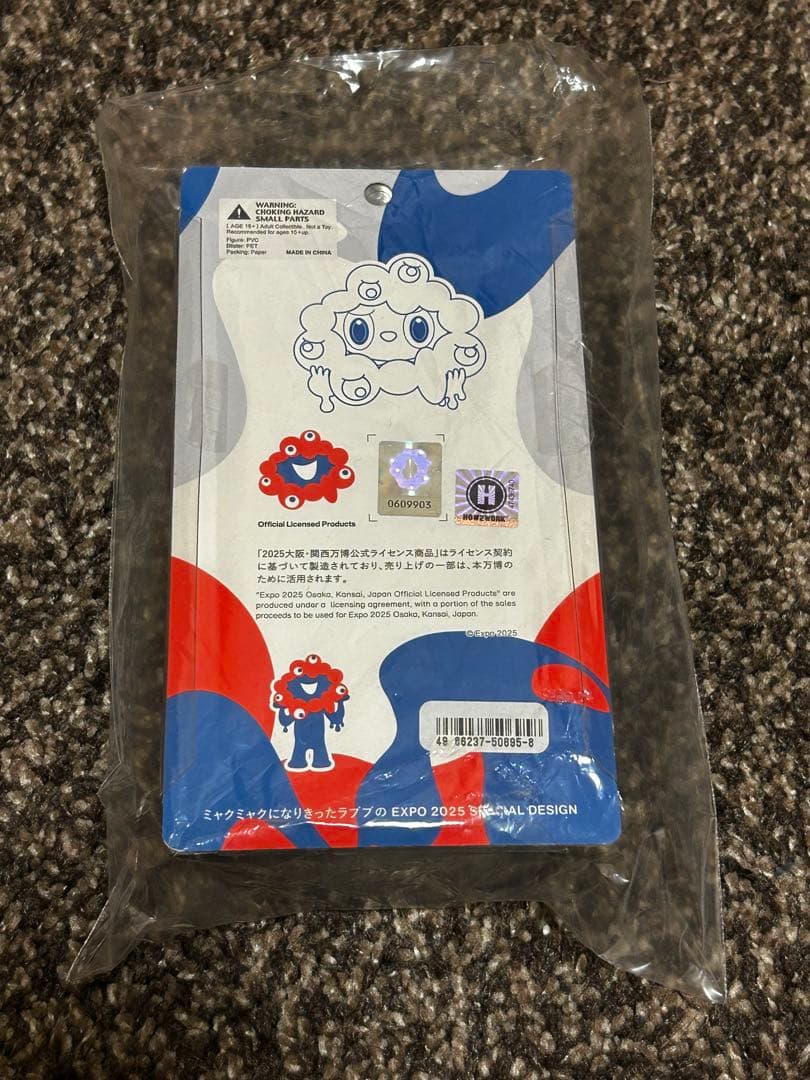 WARNING:
CHOKING HAZARD
SMALL PARTS
[ AGE 15+ ] Adult Collectible. Not a Toy.
Recommended for ages 15+up.
Figure: PVC
Blister: PET
Packing: Paper MADE IN CHINA
0609903
H
HOW2WORK
Official Licensed Products
「2025大阪・関西万博公式ライセンス商品」はライセンス契約
に基づいて製造されており、売り上げの一部は、本万博の
ために活用されます。
"Expo 2025 Osaka, Kansai, Japan Official Licensed Products" are
produced under a licensing agreement, with a portion of the sales
proceeds to be used for Expo 2025 Osaka, Kansai, Japan.
©Expo 2025
49 86237-50695-8
ミャクミャクになりきったラブブの EXPO 2025 SPECIAL DESIGN